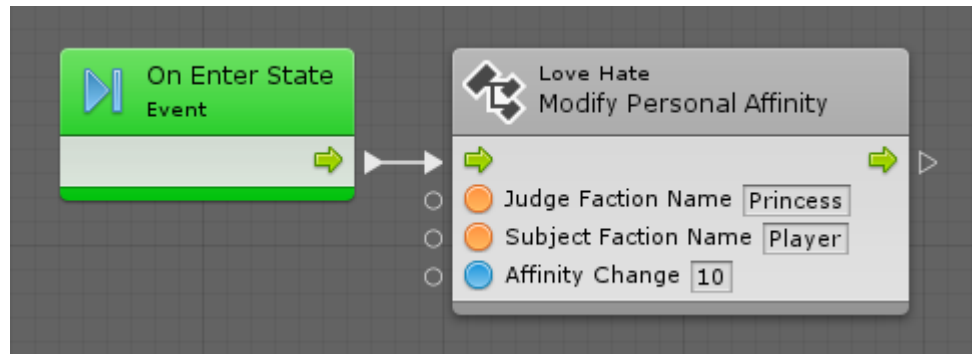 On Enter State
Event
Love Hate
Modify Personal Affinity
Judge Faction Name Princess
Subject Faction Name Player
Affinity Change 10